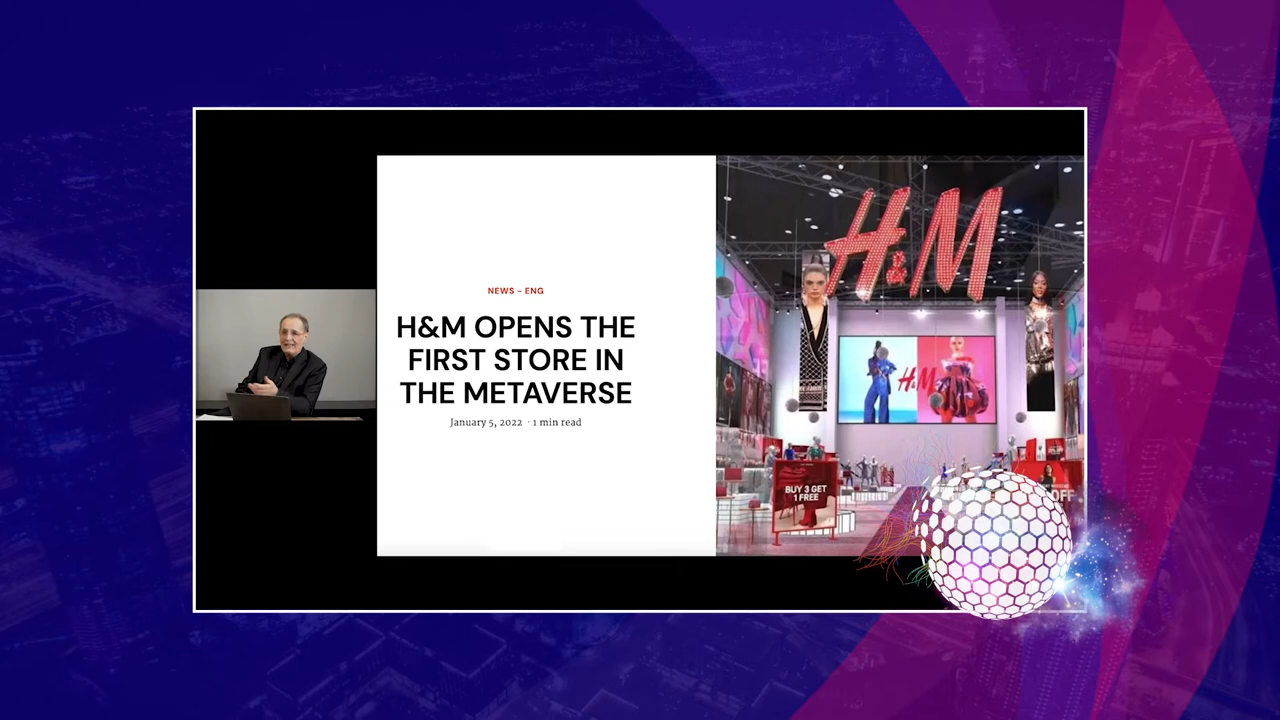 NEWS - ENG
H&M OPENS THE
FIRST STORE IN
THE METAVERSE
January 5, 2022 · 1 min read
H&M
H&M
BUY 3 GET
1 FREE
OFF